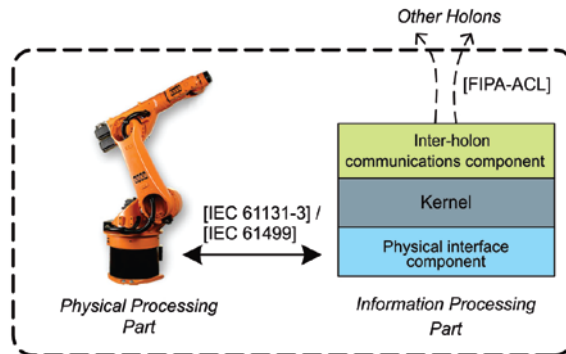 Other Holons
[FIPA-ACL]
Inter-holon
communications component
Kernel
Physical interface
component
[IEC 61131-3] /
[IEC 61499]
Physical Processing
Part
Information Processing
Part